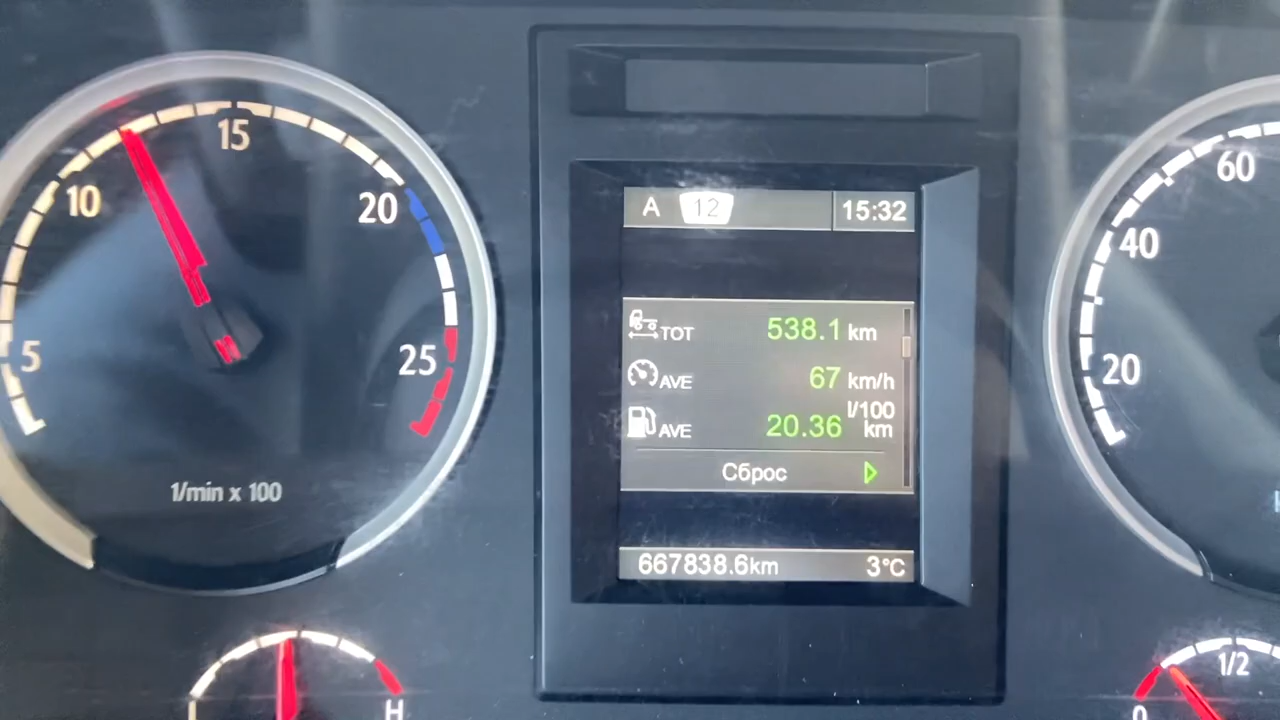 5
10
15
20
25
1/min x 100
H
A 12 15:32
TOT 538.1 km
AVE 67 km/h
AVE 20.36 l/100 km
Сброс
667838.6km 3°C
60
40
20
0
1/2